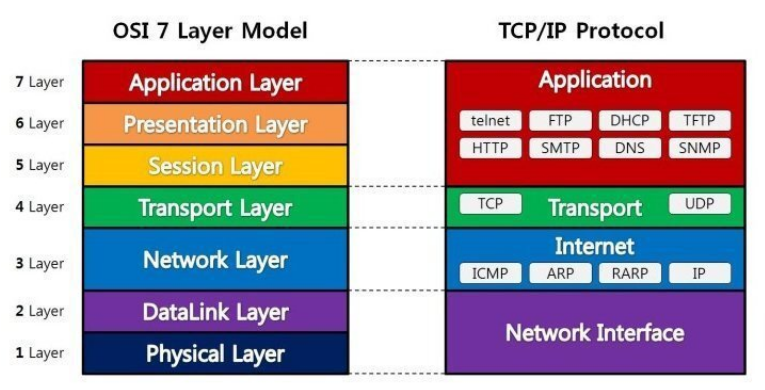 OSI 7 Layer Model
7 Layer Application Layer
6 Layer Presentation Layer
5 Layer Session Layer
4 Layer Transport Layer
3 Layer Network Layer
2 Layer DataLink Layer
1 Layer Physical Layer
TCP/IP Protocol
Application
telnet FTP DHCP TFTP
HTTP SMTP DNS SNMP
TCP Transport UDP
Internet
ICMP ARP RARP IP
Network Interface